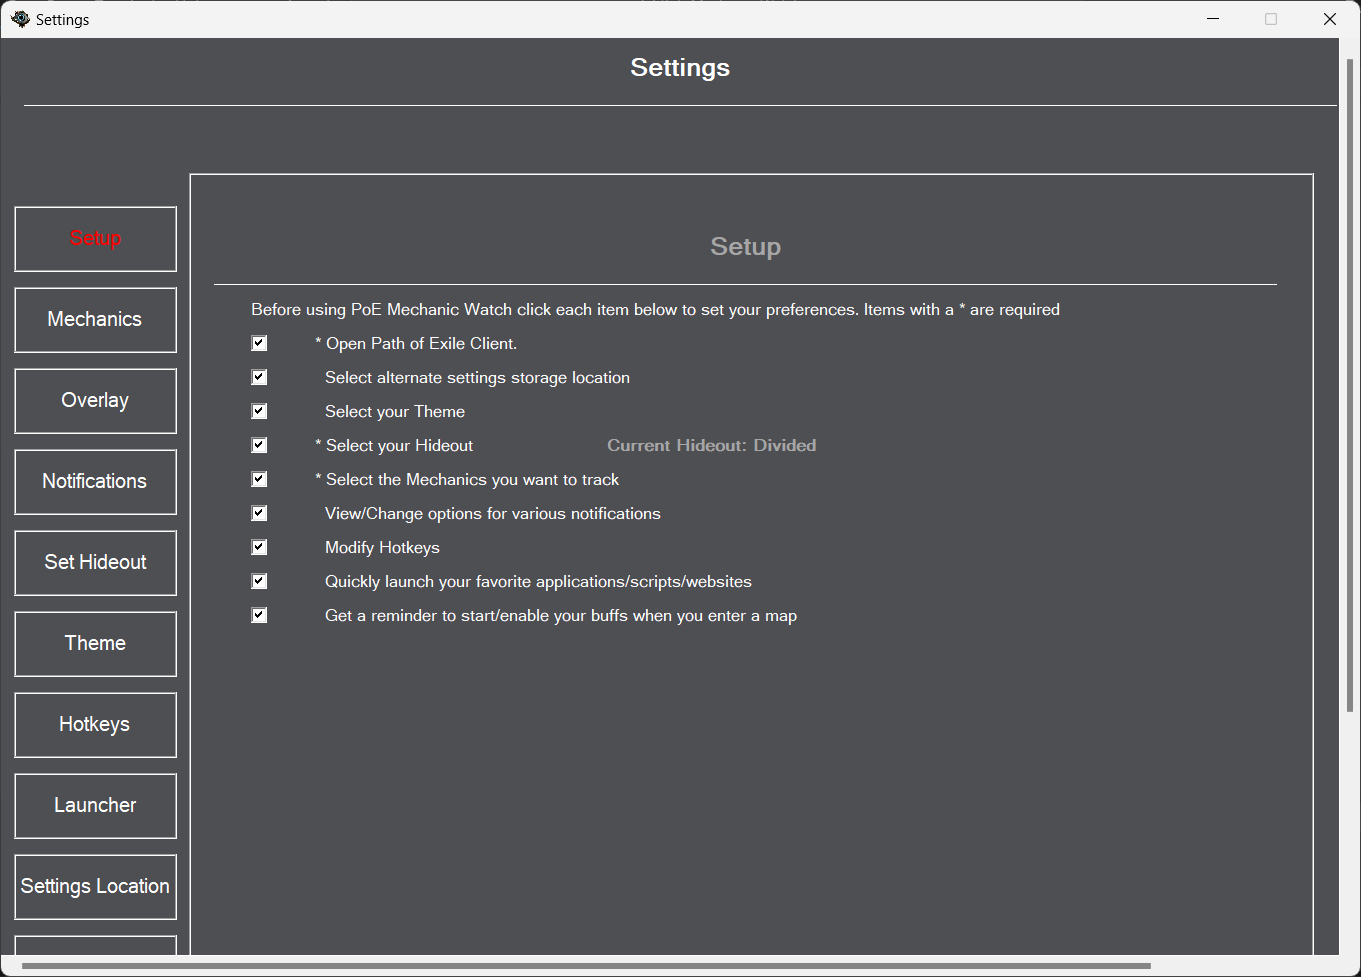 Settings
Settings
Setup
Mechanics
Overlay
Notifications
Set Hideout
Theme
Hotkeys
Launcher
Settings Location
Setup
Before using PoE Mechanic Watch click each item below to set your preferences. Items with a * are required
* Open Path of Exile Client.
Select alternate settings storage location
Select your Theme
* Select your Hideout Current Hideout: Divided
* Select the Mechanics you want to track
View/Change options for various notifications
Modify Hotkeys
Quickly launch your favorite applications/scripts/websites
Get a reminder to start/enable your buffs when you enter a map